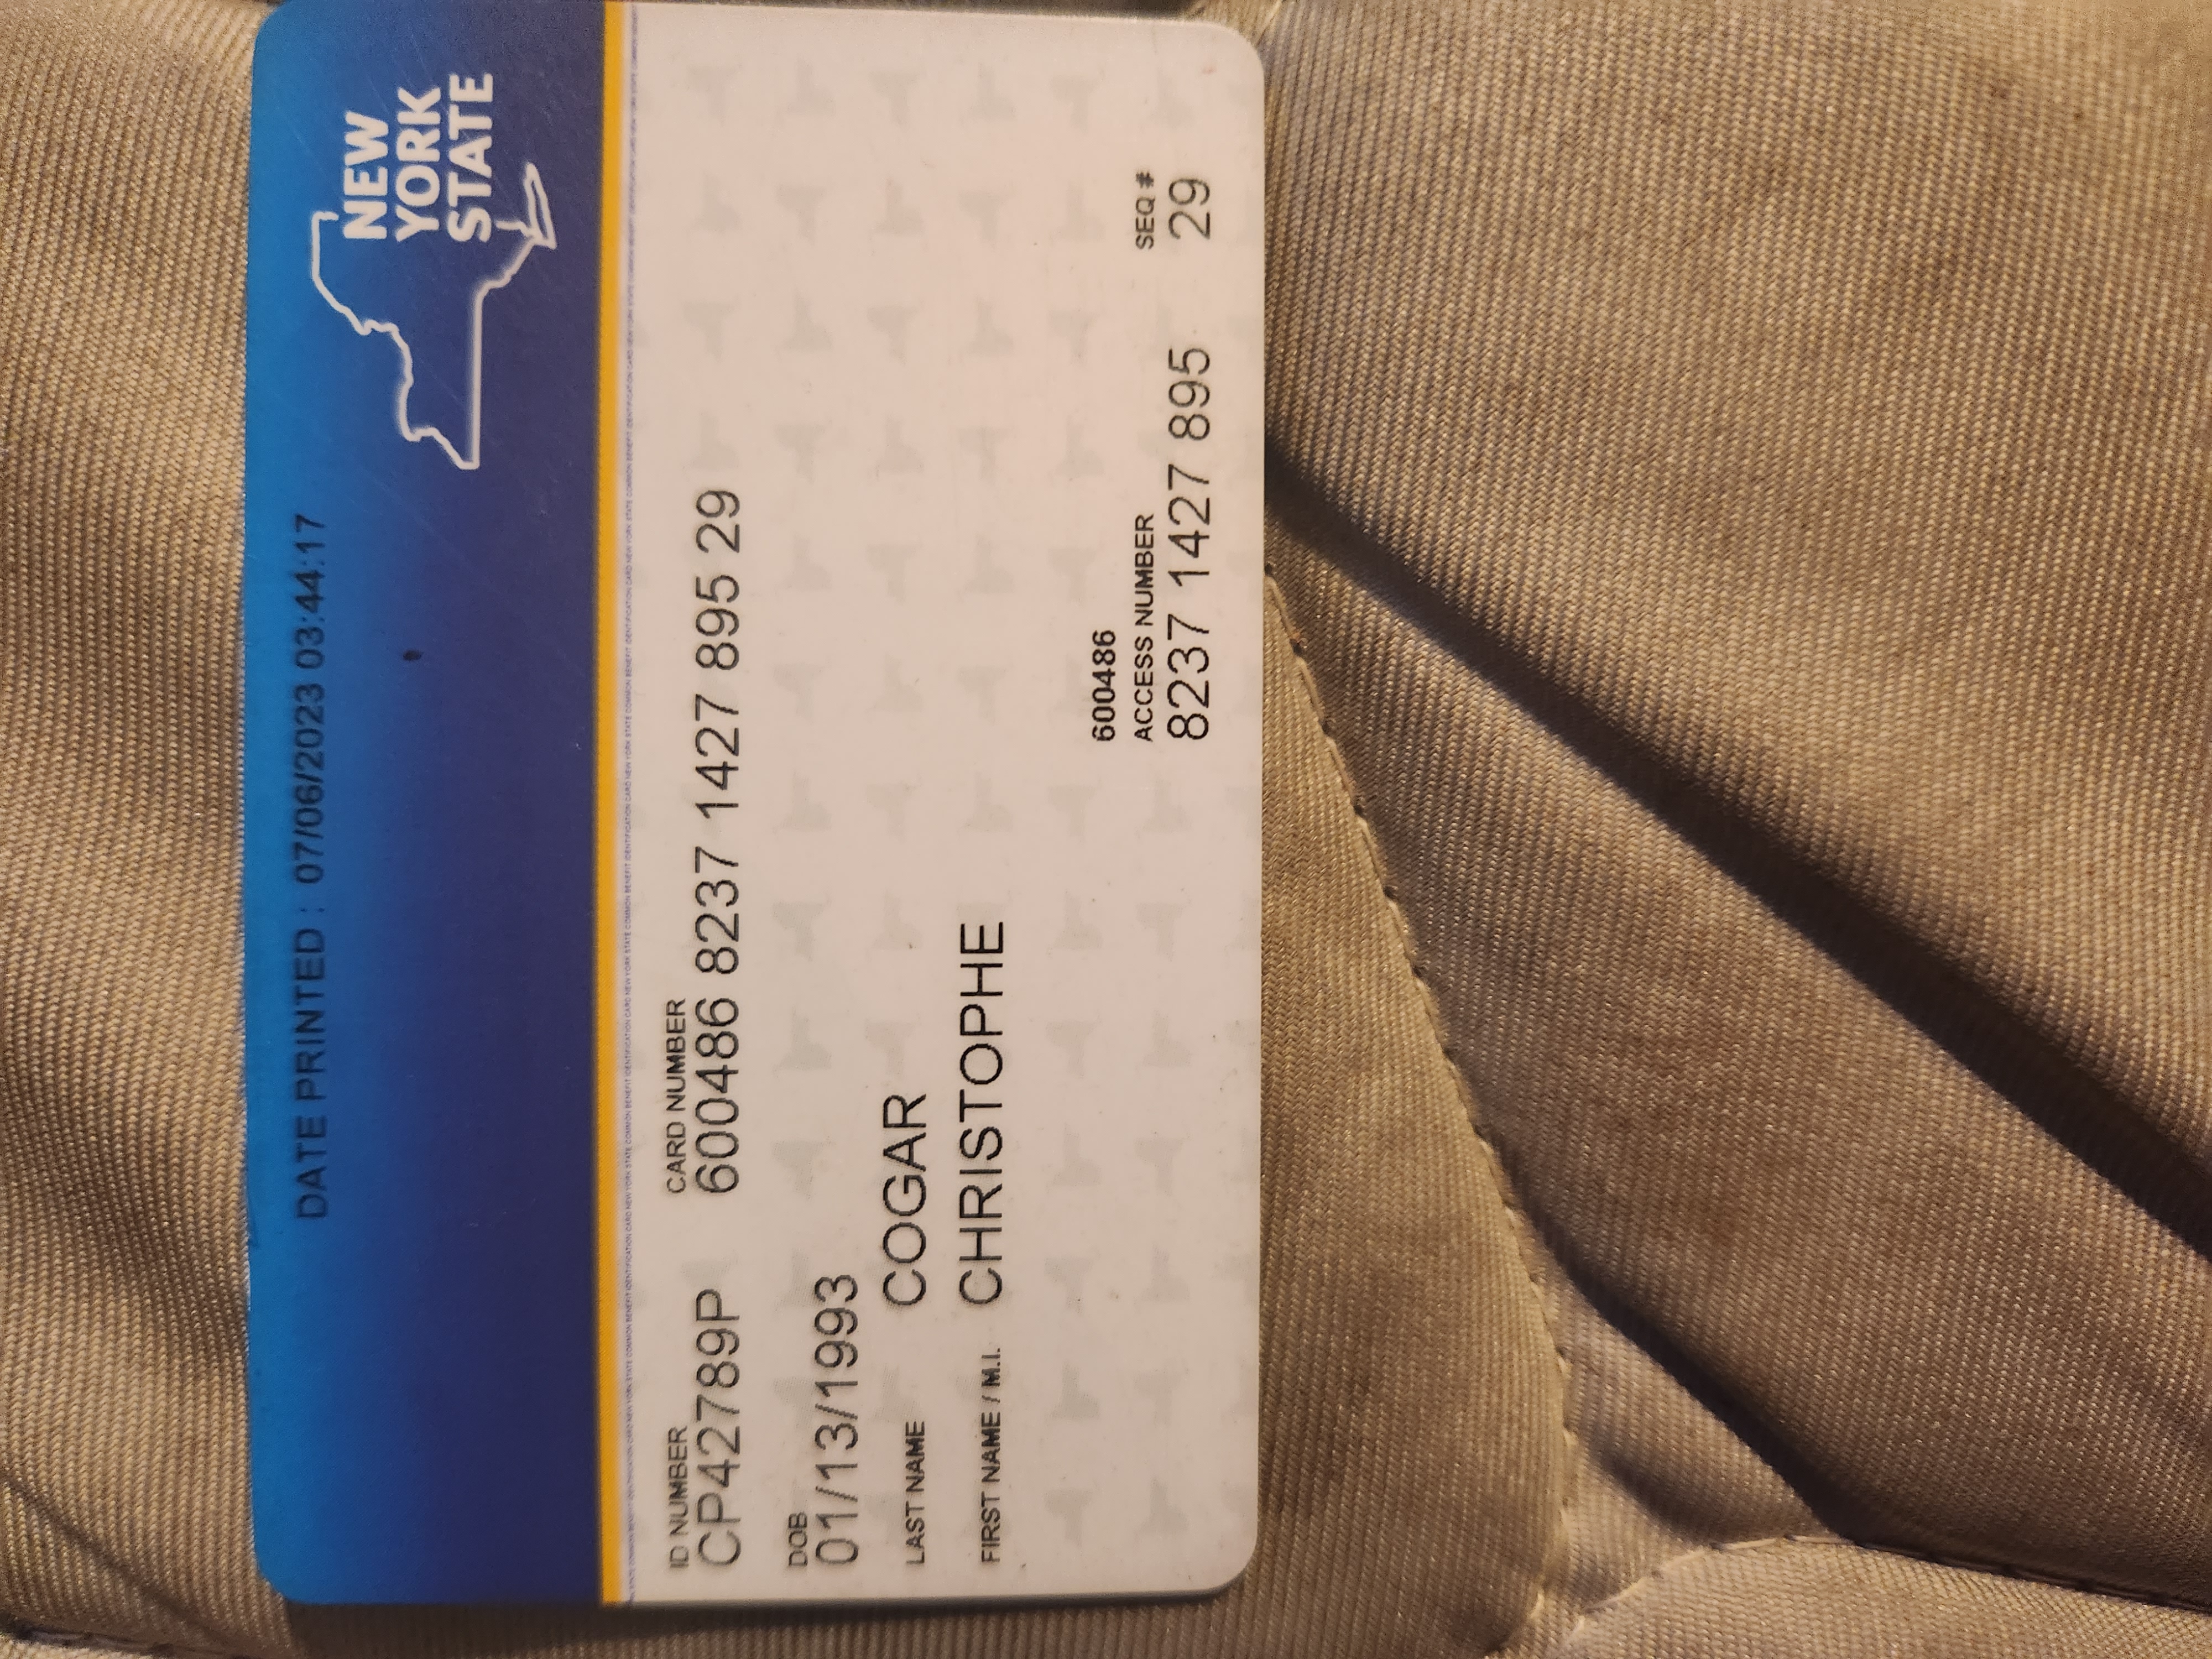 DATE PRINTED : 07/06/2023 03:44:17
NEW
YORK
STATE
ID NUMBER CARD NUMBER
CP42789P 600486 8237 1427 895 29
DOB
01/13/1993
LAST NAME COGAR
FIRST NAME / M.I. CHRISTOPHE
600486
ACCESS NUMBER SEQ #
8237 1427 895 29